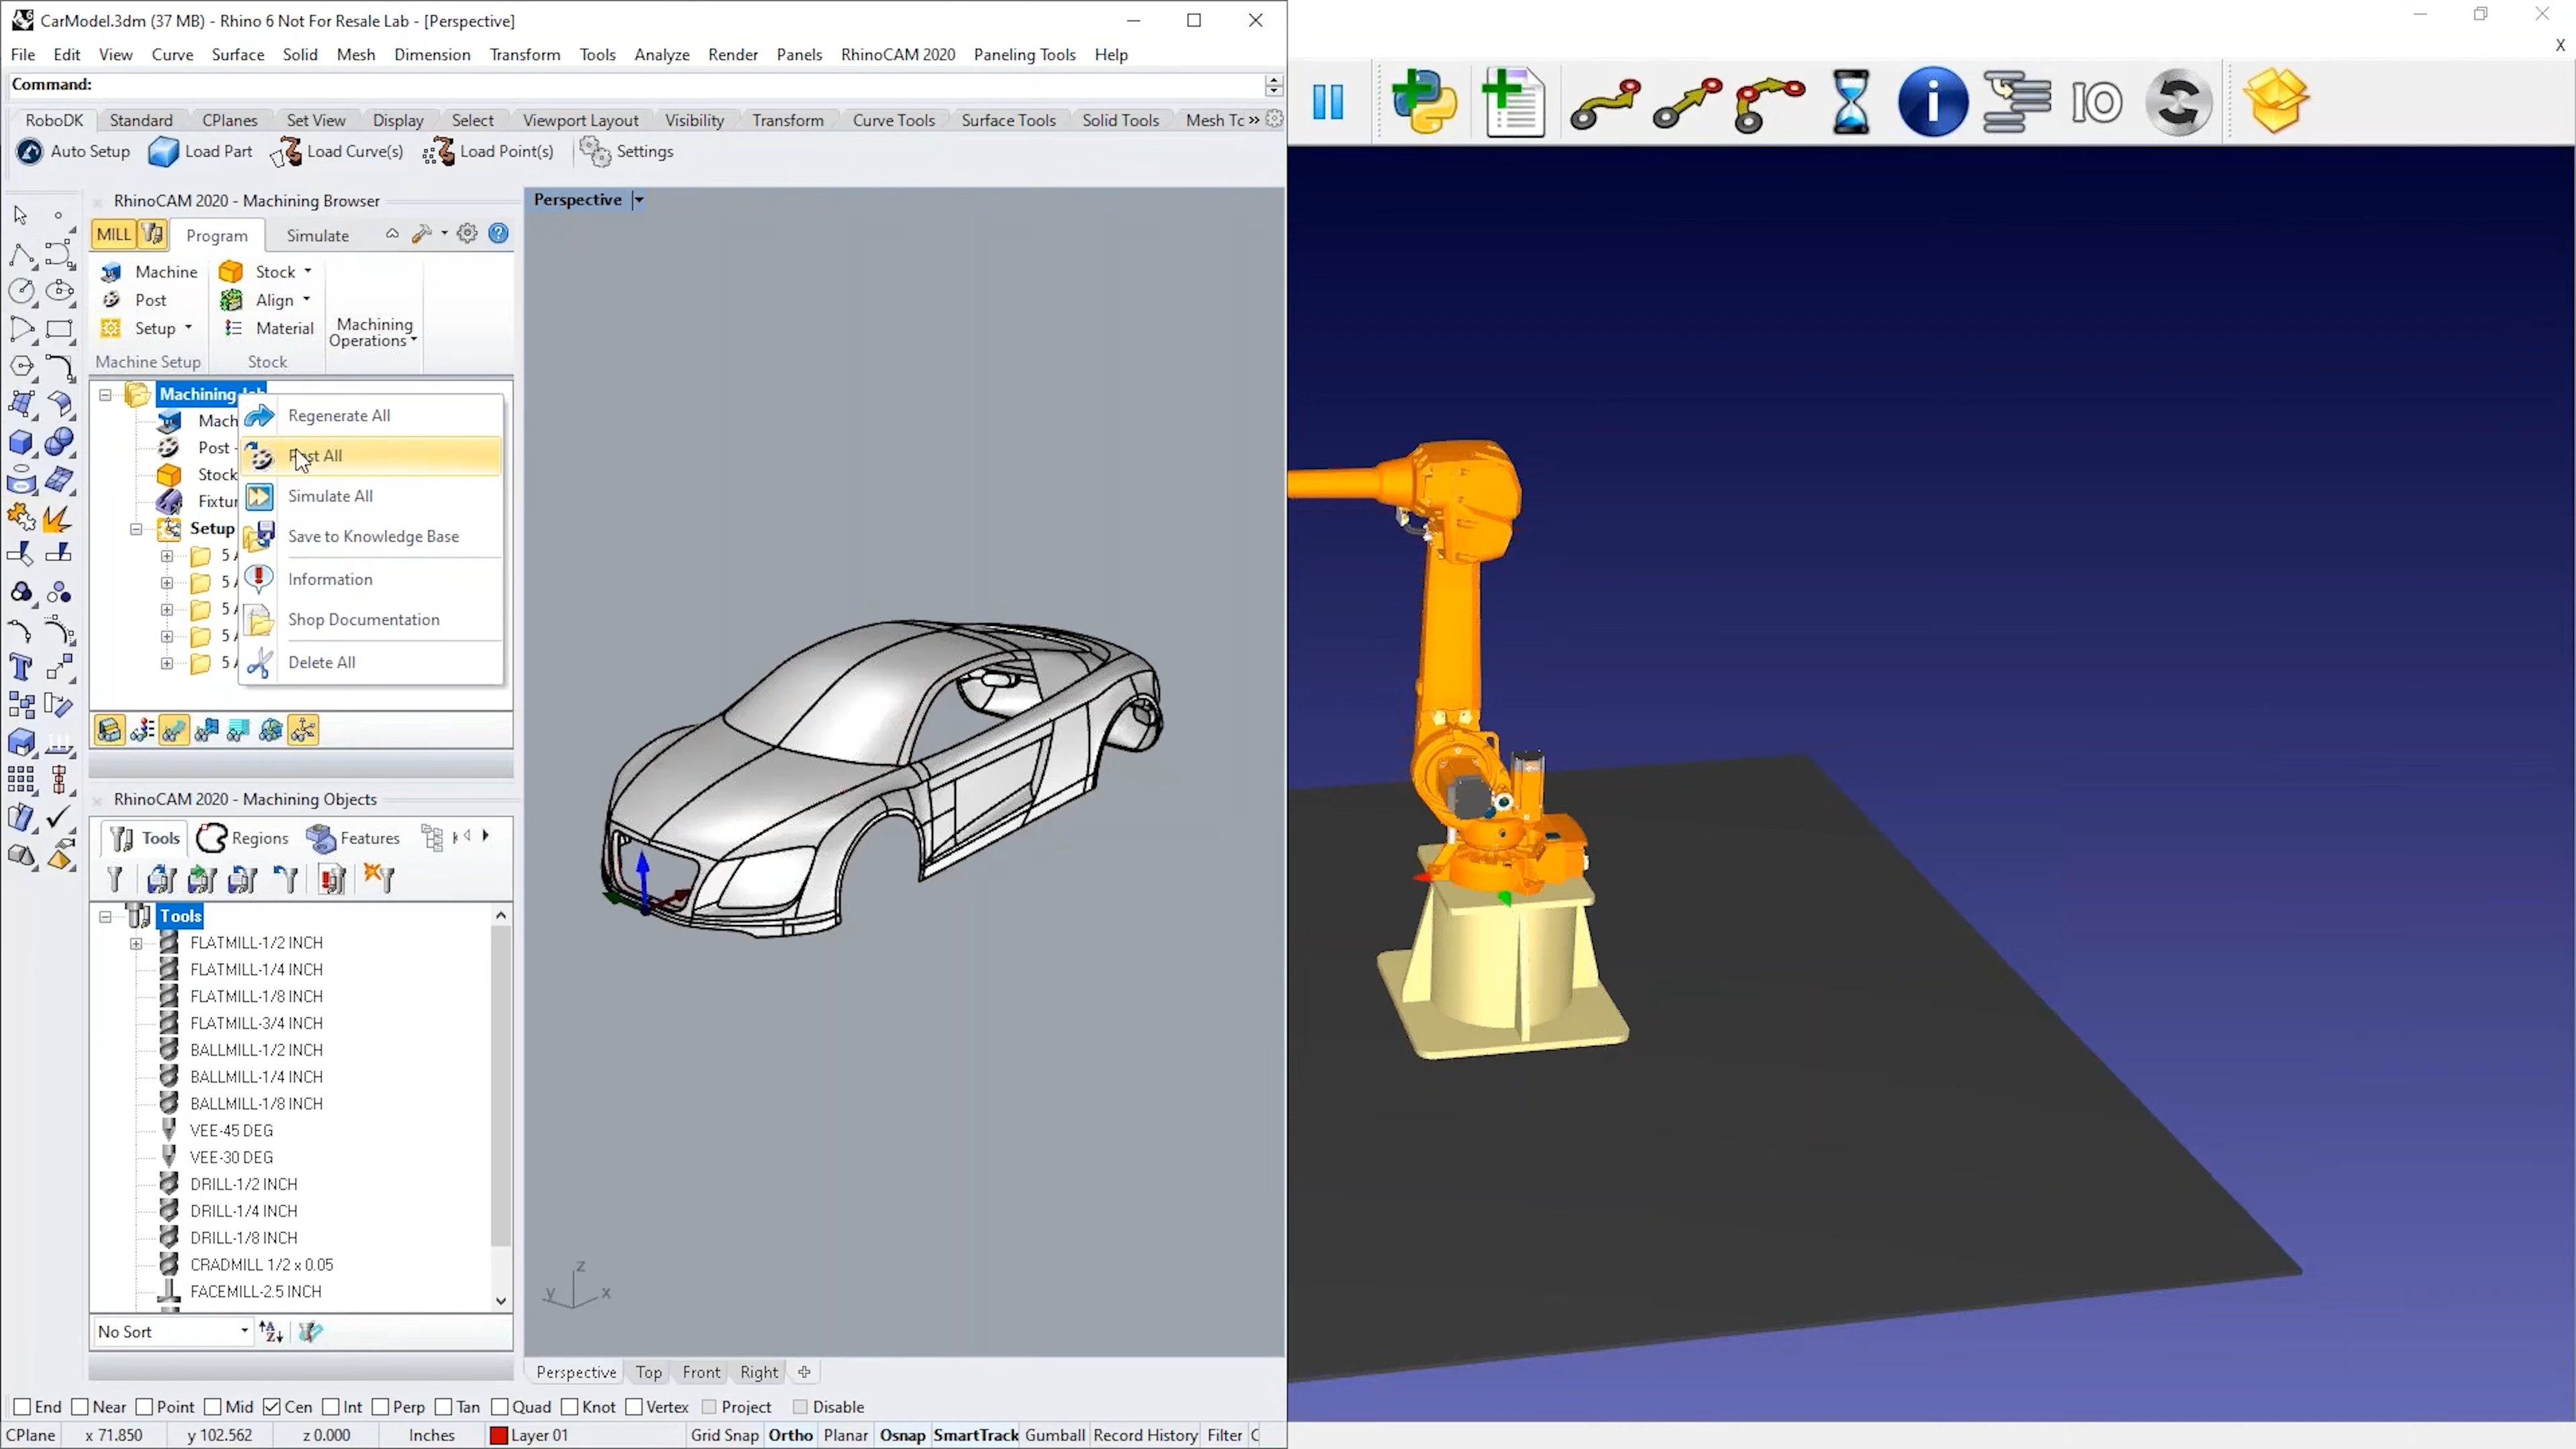 CarModel.3dm (37 MB) - Rhino 6 Not For Resale Lab - [Perspective]
File Edit View Curve Surface Solid Mesh Dimension Transform Tools Analyze Render Panels RhinoCAM 2020 Paneling Tools Help
Command:
RoboDK Standard CPlanes Set View Display Select Viewport Layout Visibility Transform Curve Tools Surface Tools Solid Tools Mesh To »
Auto Setup Load Part Load Curve(s) Load Point(s) Settings
RhinoCAM 2020 - Machining Browser
MILL Program Simulate
Machine Stock
Post Align
Setup Material
Machining Operations
Machine Setup Stock
Machining Job
Mach
Post -
Stock
Fixtur
Setup
5 A
5 A
5 A
5 A
5 A
Regenerate All
Post All
Simulate All
Save to Knowledge Base
Information
Shop Documentation
Delete All
RhinoCAM 2020 - Machining Objects
Tools Regions Features
Tools
FLATMILL-1/2 INCH
FLATMILL-1/4 INCH
FLATMILL-1/8 INCH
FLATMILL-3/4 INCH
BALLMILL-1/2 INCH
BALLMILL-1/4 INCH
BALLMILL-1/8 INCH
VEE-45 DEG
VEE-30 DEG
DRILL-1/2 INCH
DRILL-1/4 INCH
DRILL-1/8 INCH
CRADMILL 1/2 x 0.05
FACEMILL-2.5 INCH
No Sort
Perspective
z
y x
Perspective Top Front Right
End Near Point Mid Cen Int Perp Tan Quad Knot Vertex Project Disable
CPlane x 71.850 y 102.562 z 0.000 Inches Layer 01 Grid Snap Ortho Planar Osnap SmartTrack Gumball Record History Filter C
IO